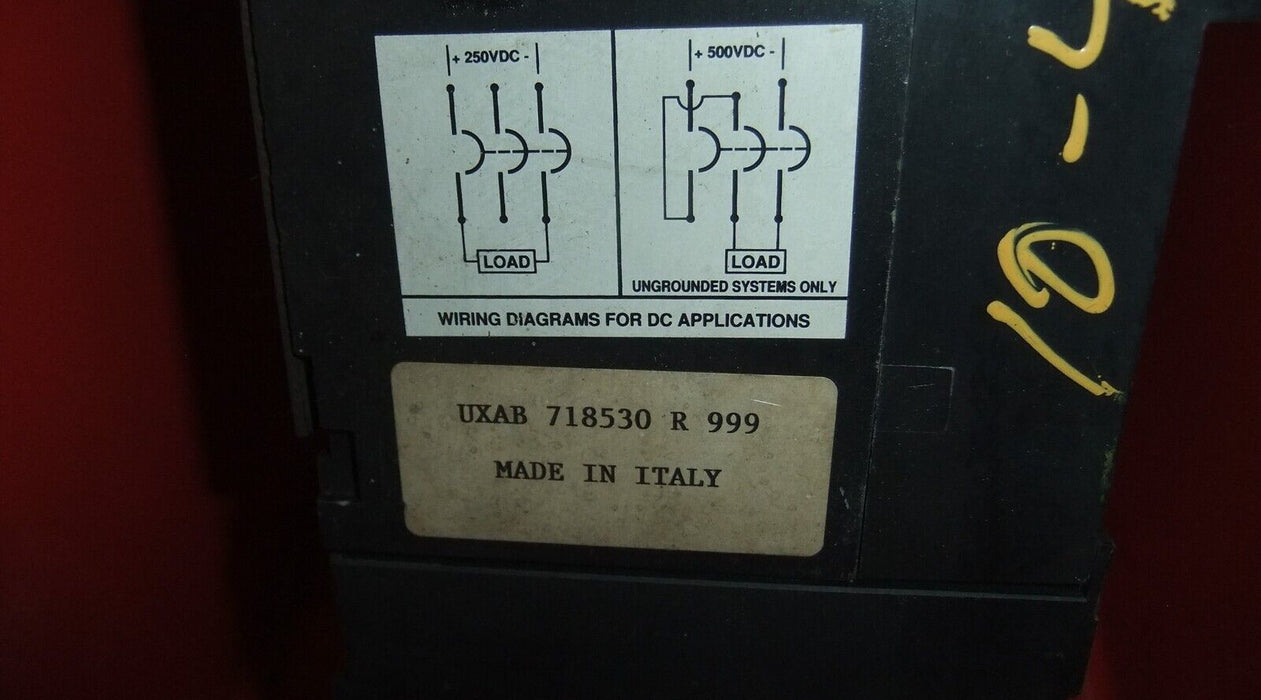 + 250VDC -
LOAD
+ 500VDC -
LOAD
UNGROUNDED SYSTEMS ONLY
WIRING DIAGRAMS FOR DC APPLICATIONS
UXAB 718530 R 999
MADE IN ITALY